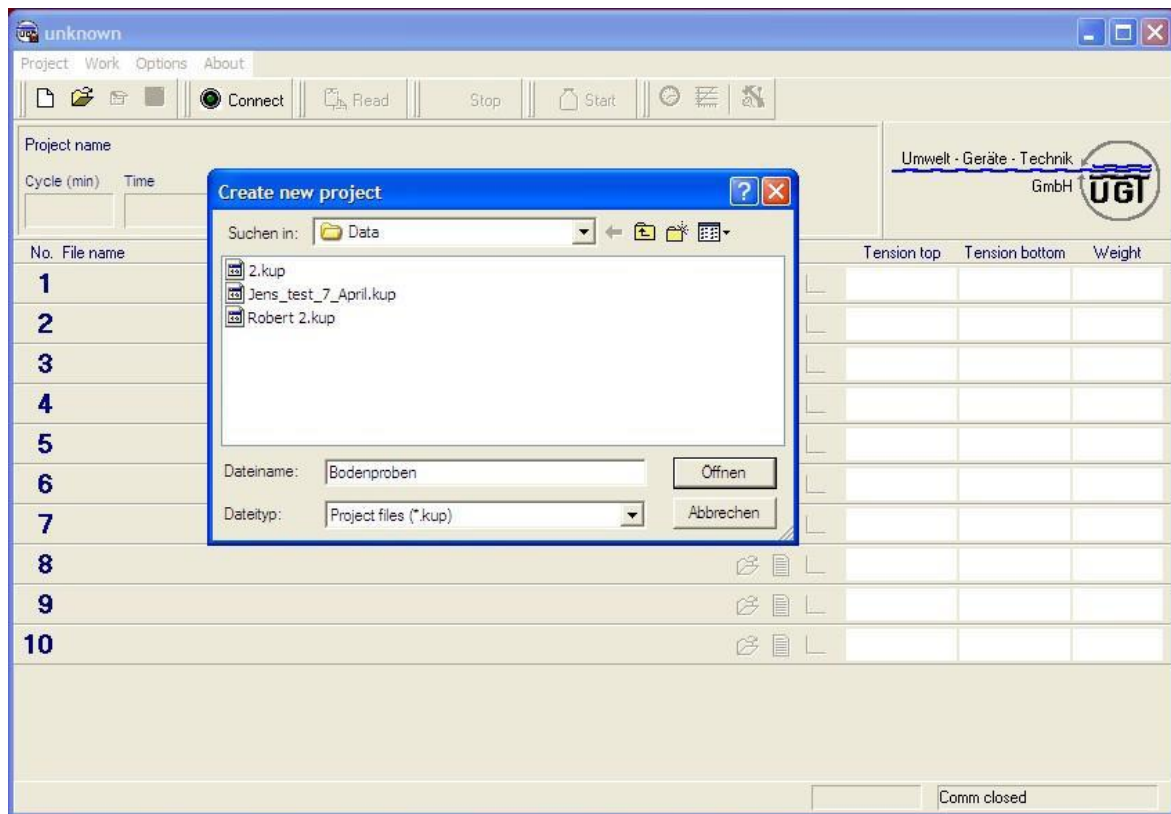 unknown
Project Work Options About
Connect Read Stop Start
Project name
Cycle (min) Time
Umwelt - Geräte - Technik
GmbH
UGT
Create new project
Suchen in: Data
2.kup
Jens_test_7_April.kup
Robert 2.kup
Dateiname: Bodenproben Öffnen
Dateityp: Project files (*.kup) Abbrechen
No. File name Tension top Tension bottom Weight
1
2
3
4
5
6
7
8
9
10
Comm closed